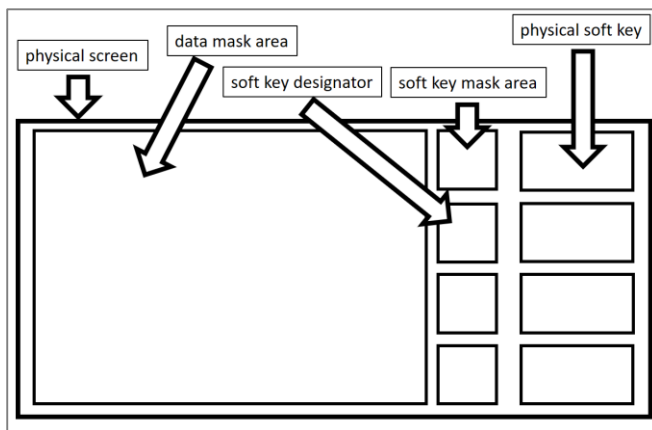 physical soft key
data mask area
physical screen
soft key designator
soft key mask area